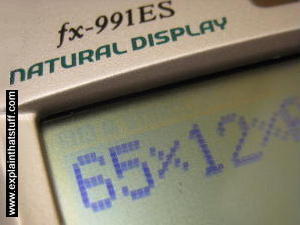 fx-991ES
NATURAL DISPLAY
65×12
www.explainthatstuff.com